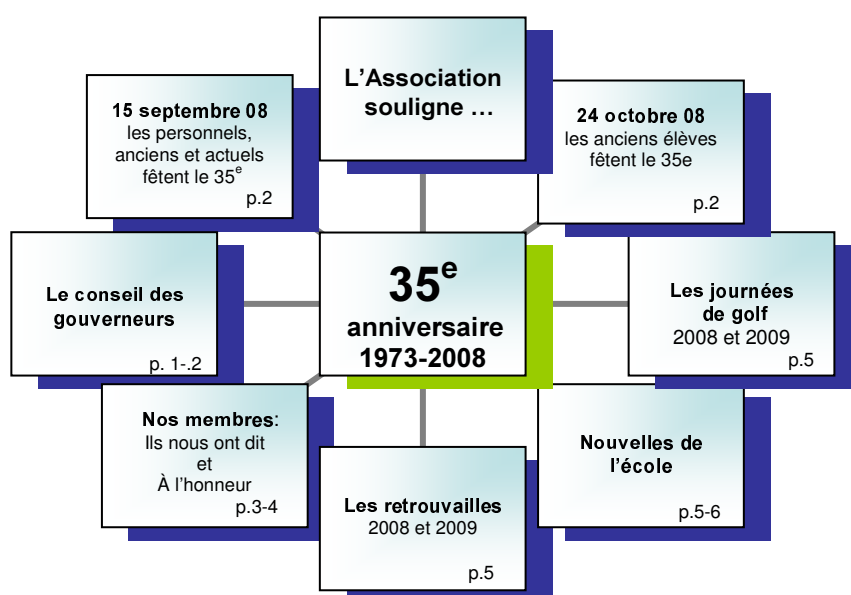 L'Association
souligne …
15 septembre 08
les personnels,
anciens et actuels
fêtent le 35e
p.2
24 octobre 08
les anciens élèves
fêtent le 35e
p.2
Le conseil des
gouverneurs
p. 1-.2
35e
anniversaire
1973-2008
Les journées
de golf
2008 et 2009
p.5
Nos membres:
Ils nous ont dit
et
À l'honneur
p.3-4
Les retrouvailles
2008 et 2009
p.5
Nouvelles de
l'école
p.5-6